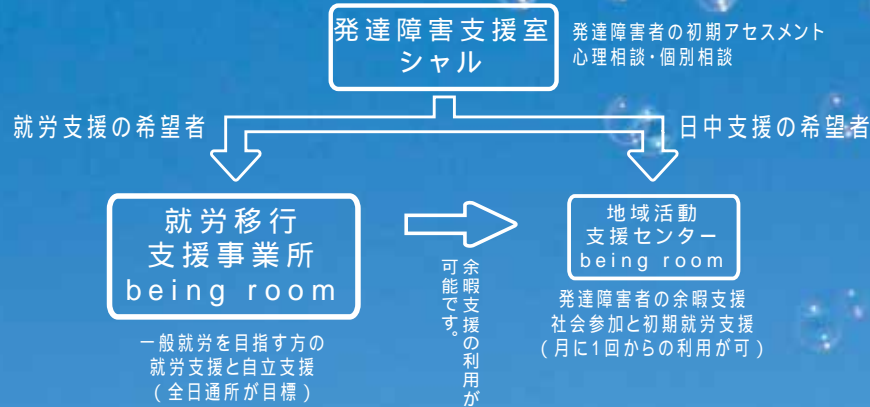 発達障害支援室
シャル
発達障害者の初期アセスメント
心理相談・個別相談
就労支援の希望者
日中支援の希望者
就労移行
支援事業所
being room
地域活動
支援センター
being room
余暇支援の利用が
可能です。
一般就労を目指す方の
就労支援と自立支援
(全日通所が目標)
発達障害者の余暇支援
社会参加と初期就労支援
(月に1回からの利用が可)